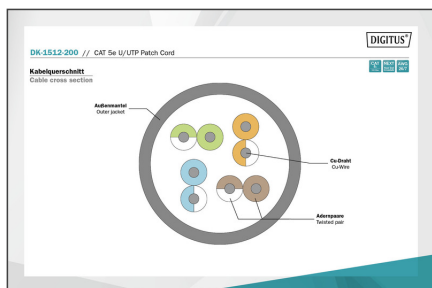 DIGITUS®
DK-1512-200 // CAT 5e U/UTP Patch Cord
Kabelquerschnitt
Cable cross section
Außenmantel
Outer jacket
Cu-Draht
Cu-Wire
Adernpaare
Twisted pair